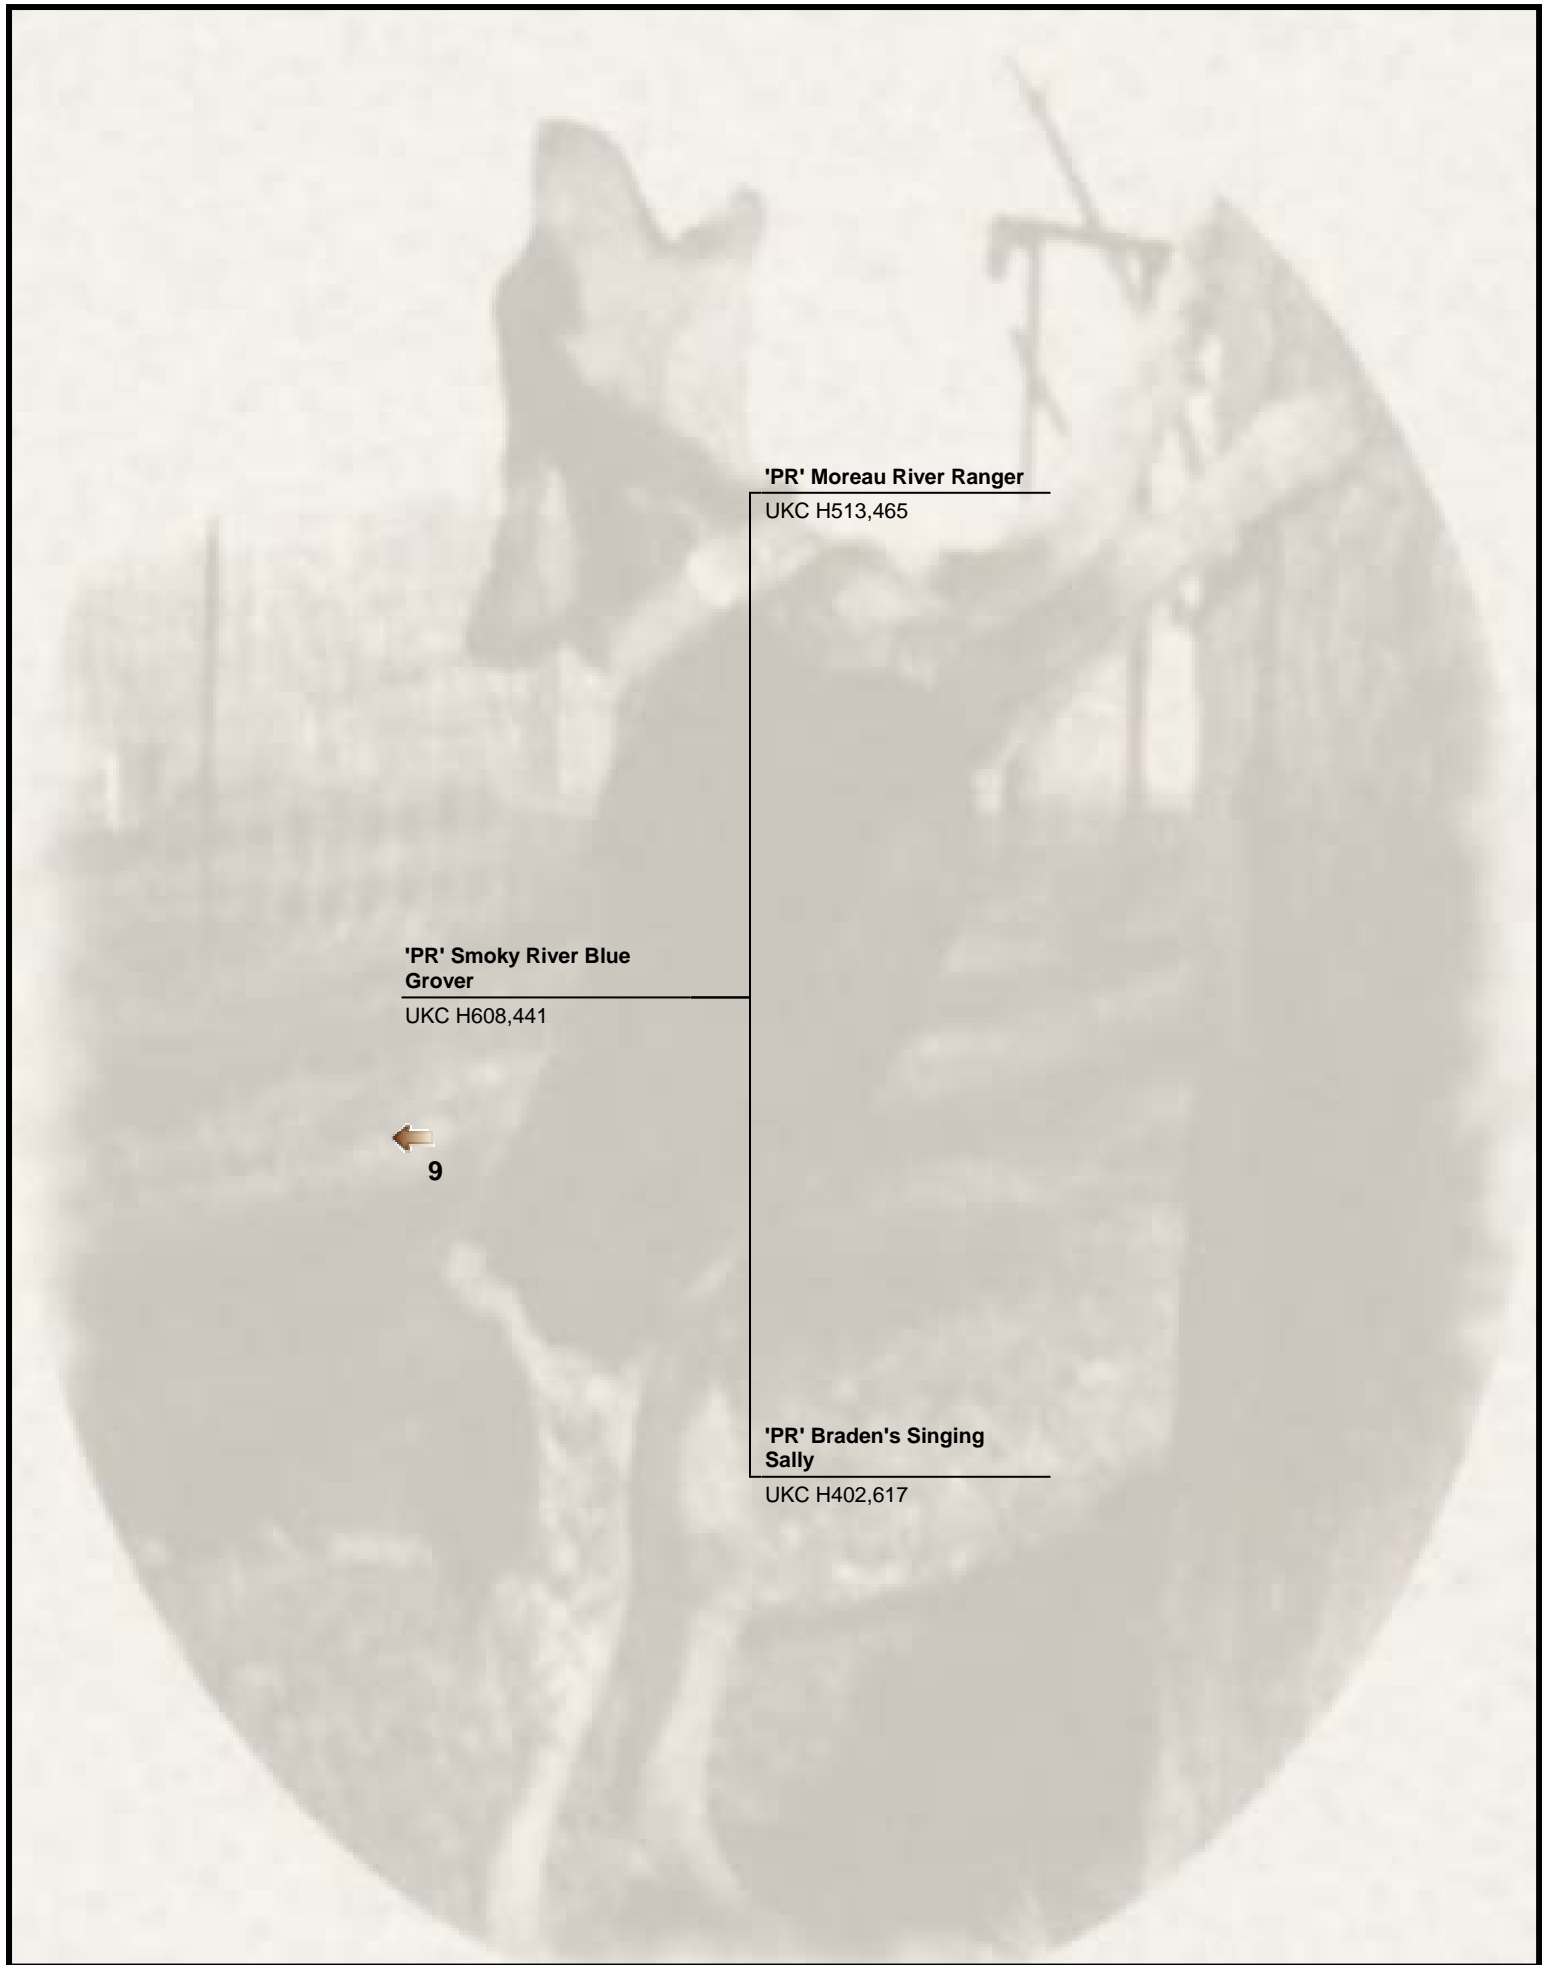 'PR' Moreau River Ranger
UKC H513,465
'PR' Smoky River Blue
Grover
UKC H608,441
9
'PR' Braden's Singing
Sally
UKC H402,617